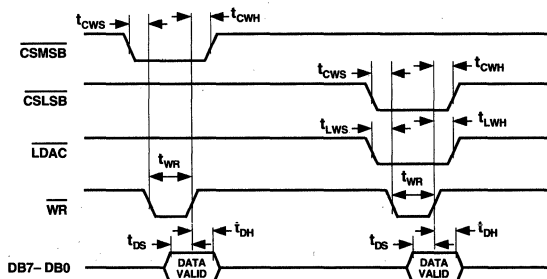 tCWS tCWH
CSMSB
tCWS tCWH
CSLSB
tLWS tLWH
LDAC
tWR tWR
WR
tDS tDH tDS tDH
DB7–DB0 DATA VALID DATA VALID